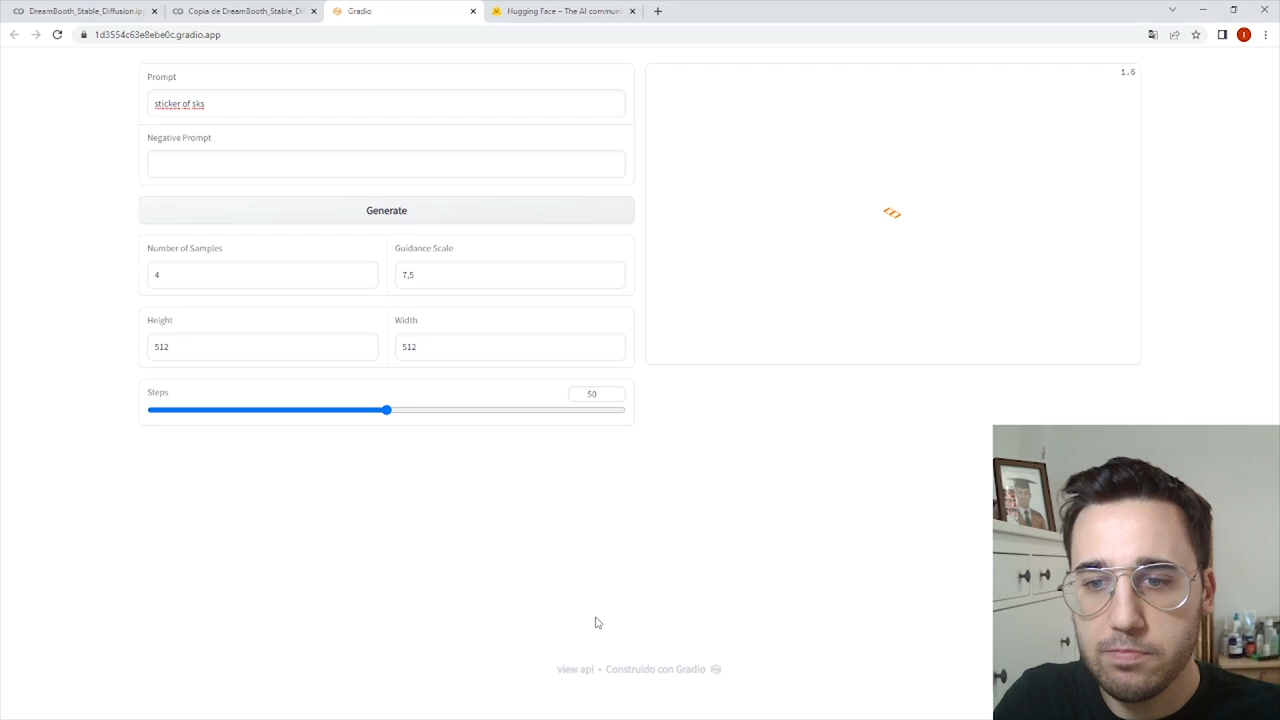 DreamBooth_Stable_Diffusion.ip
Copia de DreamBooth_Stable_Di
Gradio
Hugging Face – The AI commun
1d3554c63e8ebe0c.gradio.app
Prompt
sticker of sks
Negative Prompt
Generate
Number of Samples
4
Guidance Scale
7,5
Height
512
Width
512
Steps
50
1.6
view api • Construido con Gradio